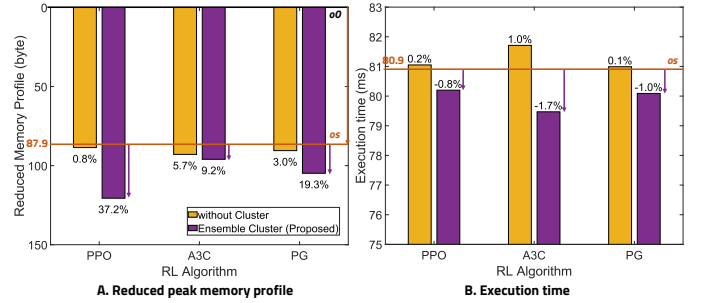 0
50
87.9
100
150
Reduced Memory Profile (byte)
o0
os
0.8%
37.2%
5.7%
9.2%
3.0%
19.3%
without Cluster
Ensemble Cluster (Proposed)
PPO
A3C
PG
RL Algorithm
A. Reduced peak memory profile
83
82
81
80.9
80
79
78
77
76
75
Execution time (ms)
os
0.2%
-0.8%
1.0%
-1.7%
0.1%
-1.0%
PPO
A3C
PG
RL Algorithm
B. Execution time